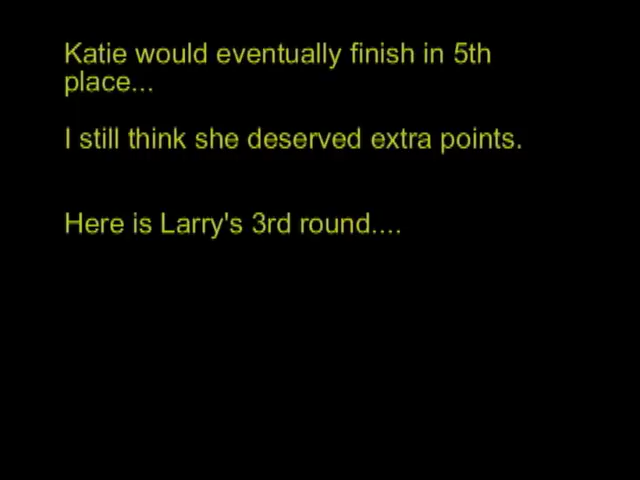 Katie would eventually finish in 5th
place...
I still think she deserved extra points.
Here is Larry's 3rd round....